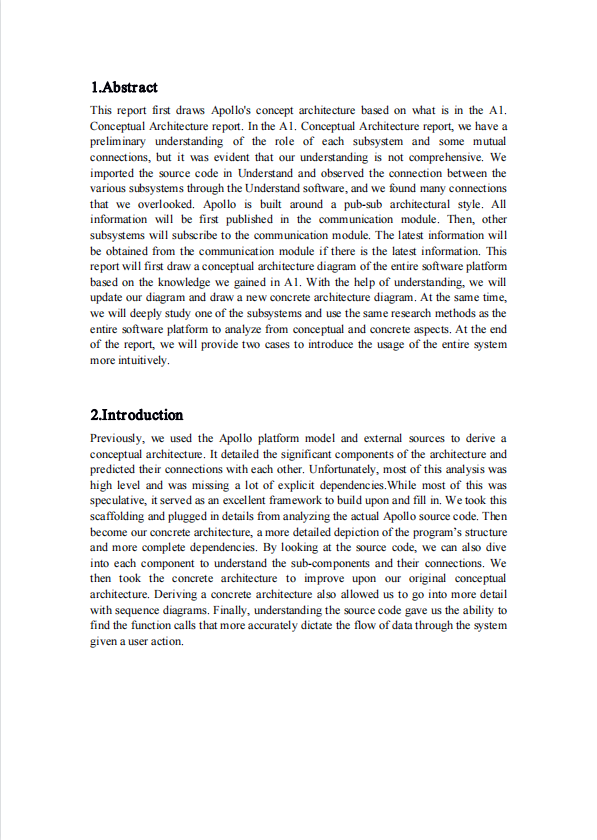 1.Abstract
This report first draws Apollo's concept architecture based on what is in the A1.
Conceptual Architecture report. In the A1. Conceptual Architecture report, we have a
preliminary understanding of the role of each subsystem and some mutual
connections, but it was evident that our understanding is not comprehensive. We
imported the source code in Understand and observed the connection between the
various subsystems through the Understand software, and we found many connections
that we overlooked. Apollo is built around a pub-sub architectural style. All
information will be first published in the communication module. Then, other
subsystems will subscribe to the communication module. The latest information will
be obtained from the communication module if there is the latest information. This
report will first draw a conceptual architecture diagram of the entire software platform
based on the knowledge we gained in A1. With the help of understanding, we will
update our diagram and draw a new concrete architecture diagram. At the same time,
we will deeply study one of the subsystems and use the same research methods as the
entire software platform to analyze from conceptual and concrete aspects. At the end
of the report, we will provide two cases to introduce the usage of the entire system
more intuitively.
2.Introduction
Previously, we used the Apollo platform model and external sources to derive a
conceptual architecture. It detailed the significant components of the architecture and
predicted their connections with each other. Unfortunately, most of this analysis was
high level and was missing a lot of explicit dependencies.While most of this was
speculative, it served as an excellent framework to build upon and fill in. We took this
scaffolding and plugged in details from analyzing the actual Apollo source code. Then
become our concrete architecture, a more detailed depiction of the program’s structure
and more complete dependencies. By looking at the source code, we can also dive
into each component to understand the sub-components and their connections. We
then took the concrete architecture to improve upon our original conceptual
architecture. Deriving a concrete architecture also allowed us to go into more detail
with sequence diagrams. Finally, understanding the source code gave us the ability to
find the function calls that more accurately dictate the flow of data through the system
given a user action.